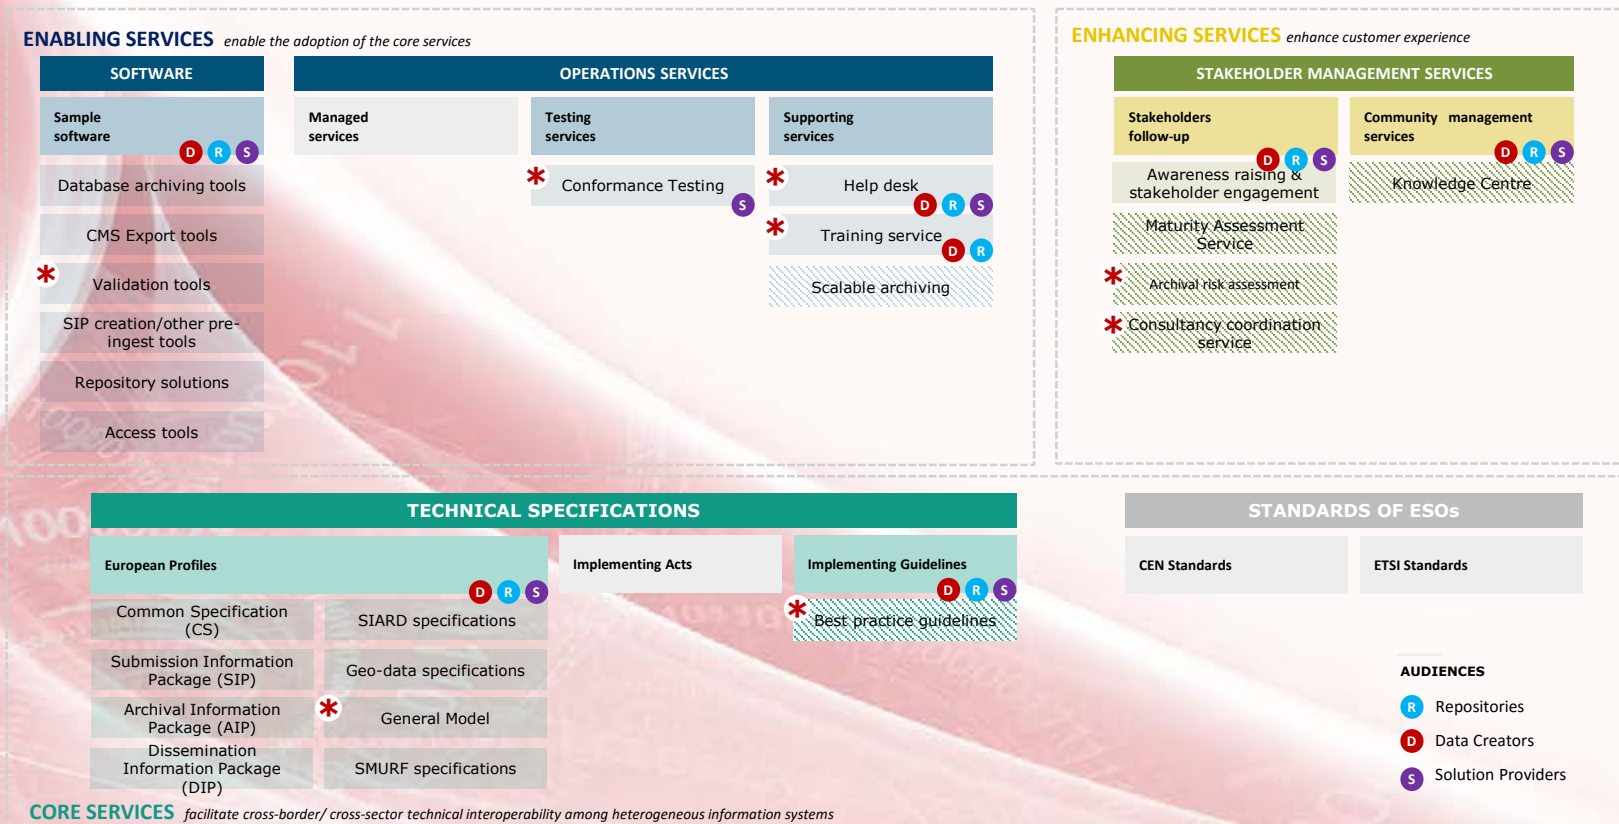 ENABLING SERVICES enable the adoption of the core services
SOFTWARE
Sample
software
D R S
Database archiving tools
CMS Export tools
*
Validation tools
SIP creation/other pre-
ingest tools
Repository solutions
Access tools
OPERATIONS SERVICES
Managed
services
Testing
services
*
Conformance Testing
S
Supporting
services
*
Help desk
D R S
*
Training service
D R
Scalable archiving
ENHANCING SERVICES enhance customer experience
STAKEHOLDER MANAGEMENT SERVICES
Stakeholders
follow-up
D R S
Awareness raising &
stakeholder engagement
Maturity Assessment
Service
*
Archival risk assessment
*
Consultancy coordination
service
Community management
services
D R S
Knowledge Centre
TECHNICAL SPECIFICATIONS
European Profiles
D R S
Common Specification
(CS)
Submission Information
Package (SIP)
Archival Information
Package (AIP)
Dissemination
Information Package
(DIP)
SIARD specifications
Geo-data specifications
*
General Model
SMURF specifications
Implementing Acts
Implementing Guidelines
D R S
*
Best practice guidelines
STANDARDS OF ESOs
CEN Standards
ETSI Standards
AUDIENCES
R Repositories
D Data Creators
S Solution Providers
CORE SERVICES facilitate cross-border/ cross-sector technical interoperability among heterogeneous information systems